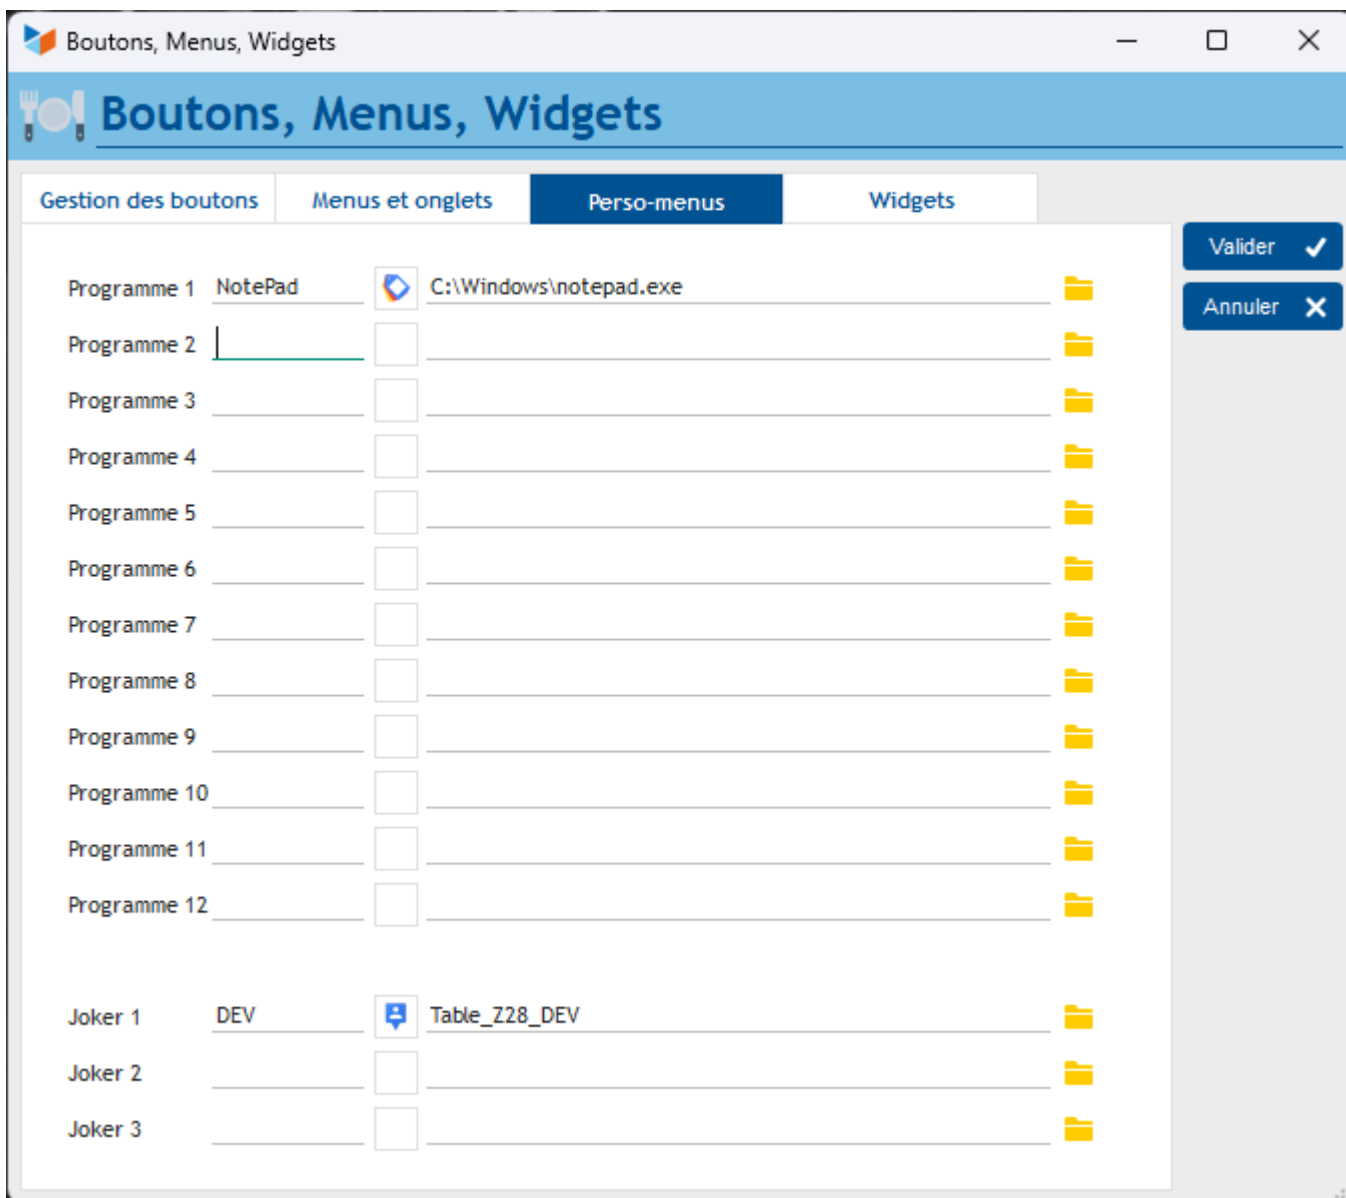 Boutons, Menus, Widgets
Boutons, Menus, Widgets
Gestion des boutons Menus et onglets Perso-menus Widgets
Valider
Annuler
Programme 1 NotePad C:\Windows\notepad.exe
Programme 2
Programme 3
Programme 4
Programme 5
Programme 6
Programme 7
Programme 8
Programme 9
Programme 10
Programme 11
Programme 12
Joker 1 DEV Table_Z28_DEV
Joker 2
Joker 3